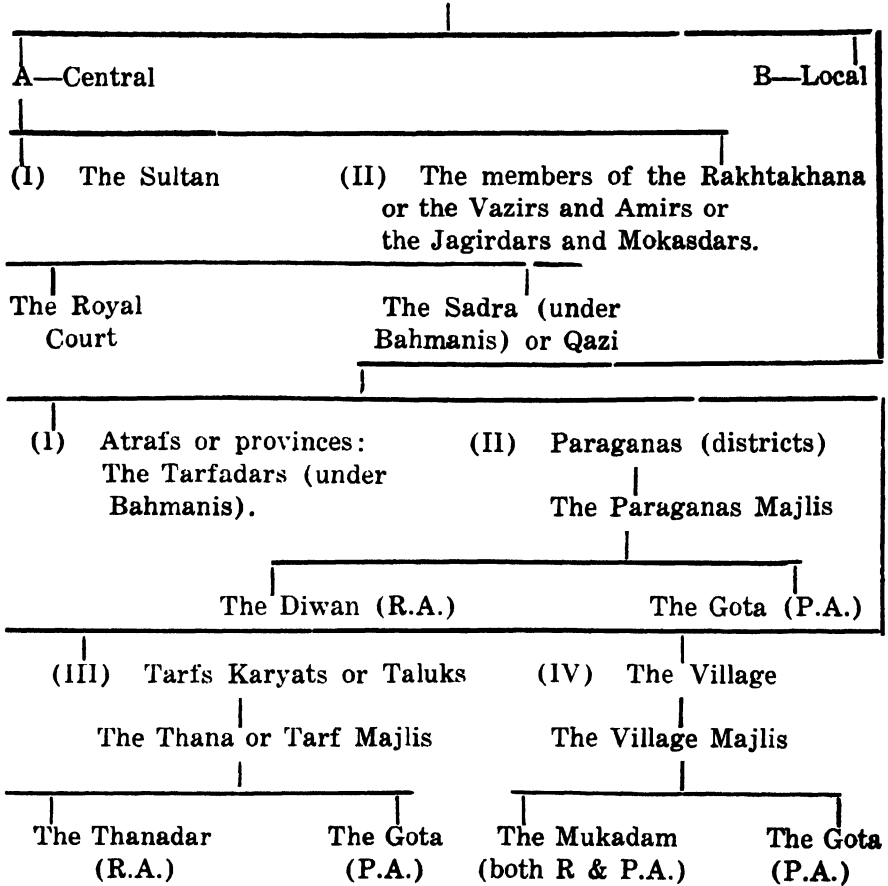 A—Central B—Local
(I) The Sultan (II) The members of the Rakhtakhana
or the Vazirs and Amirs or
the Jagirdars and Mokasdars.
The Royal The Sadra (under
Court Bahmanis) or Qazi
(I) Atrafs or provinces: (II) Paraganas (districts)
The Tarfadars (under
Bahmanis). The Paraganas Majlis
The Diwan (R.A.) The Gota (P.A.)
(III) Tarfs Karyats or Taluks (IV) The Village
The Thana or Tarf Majlis The Village Majlis
The Thanadar The Gota The Mukadam The Gota
(R.A.) (P.A.) (both R & P.A.) (P.A.)